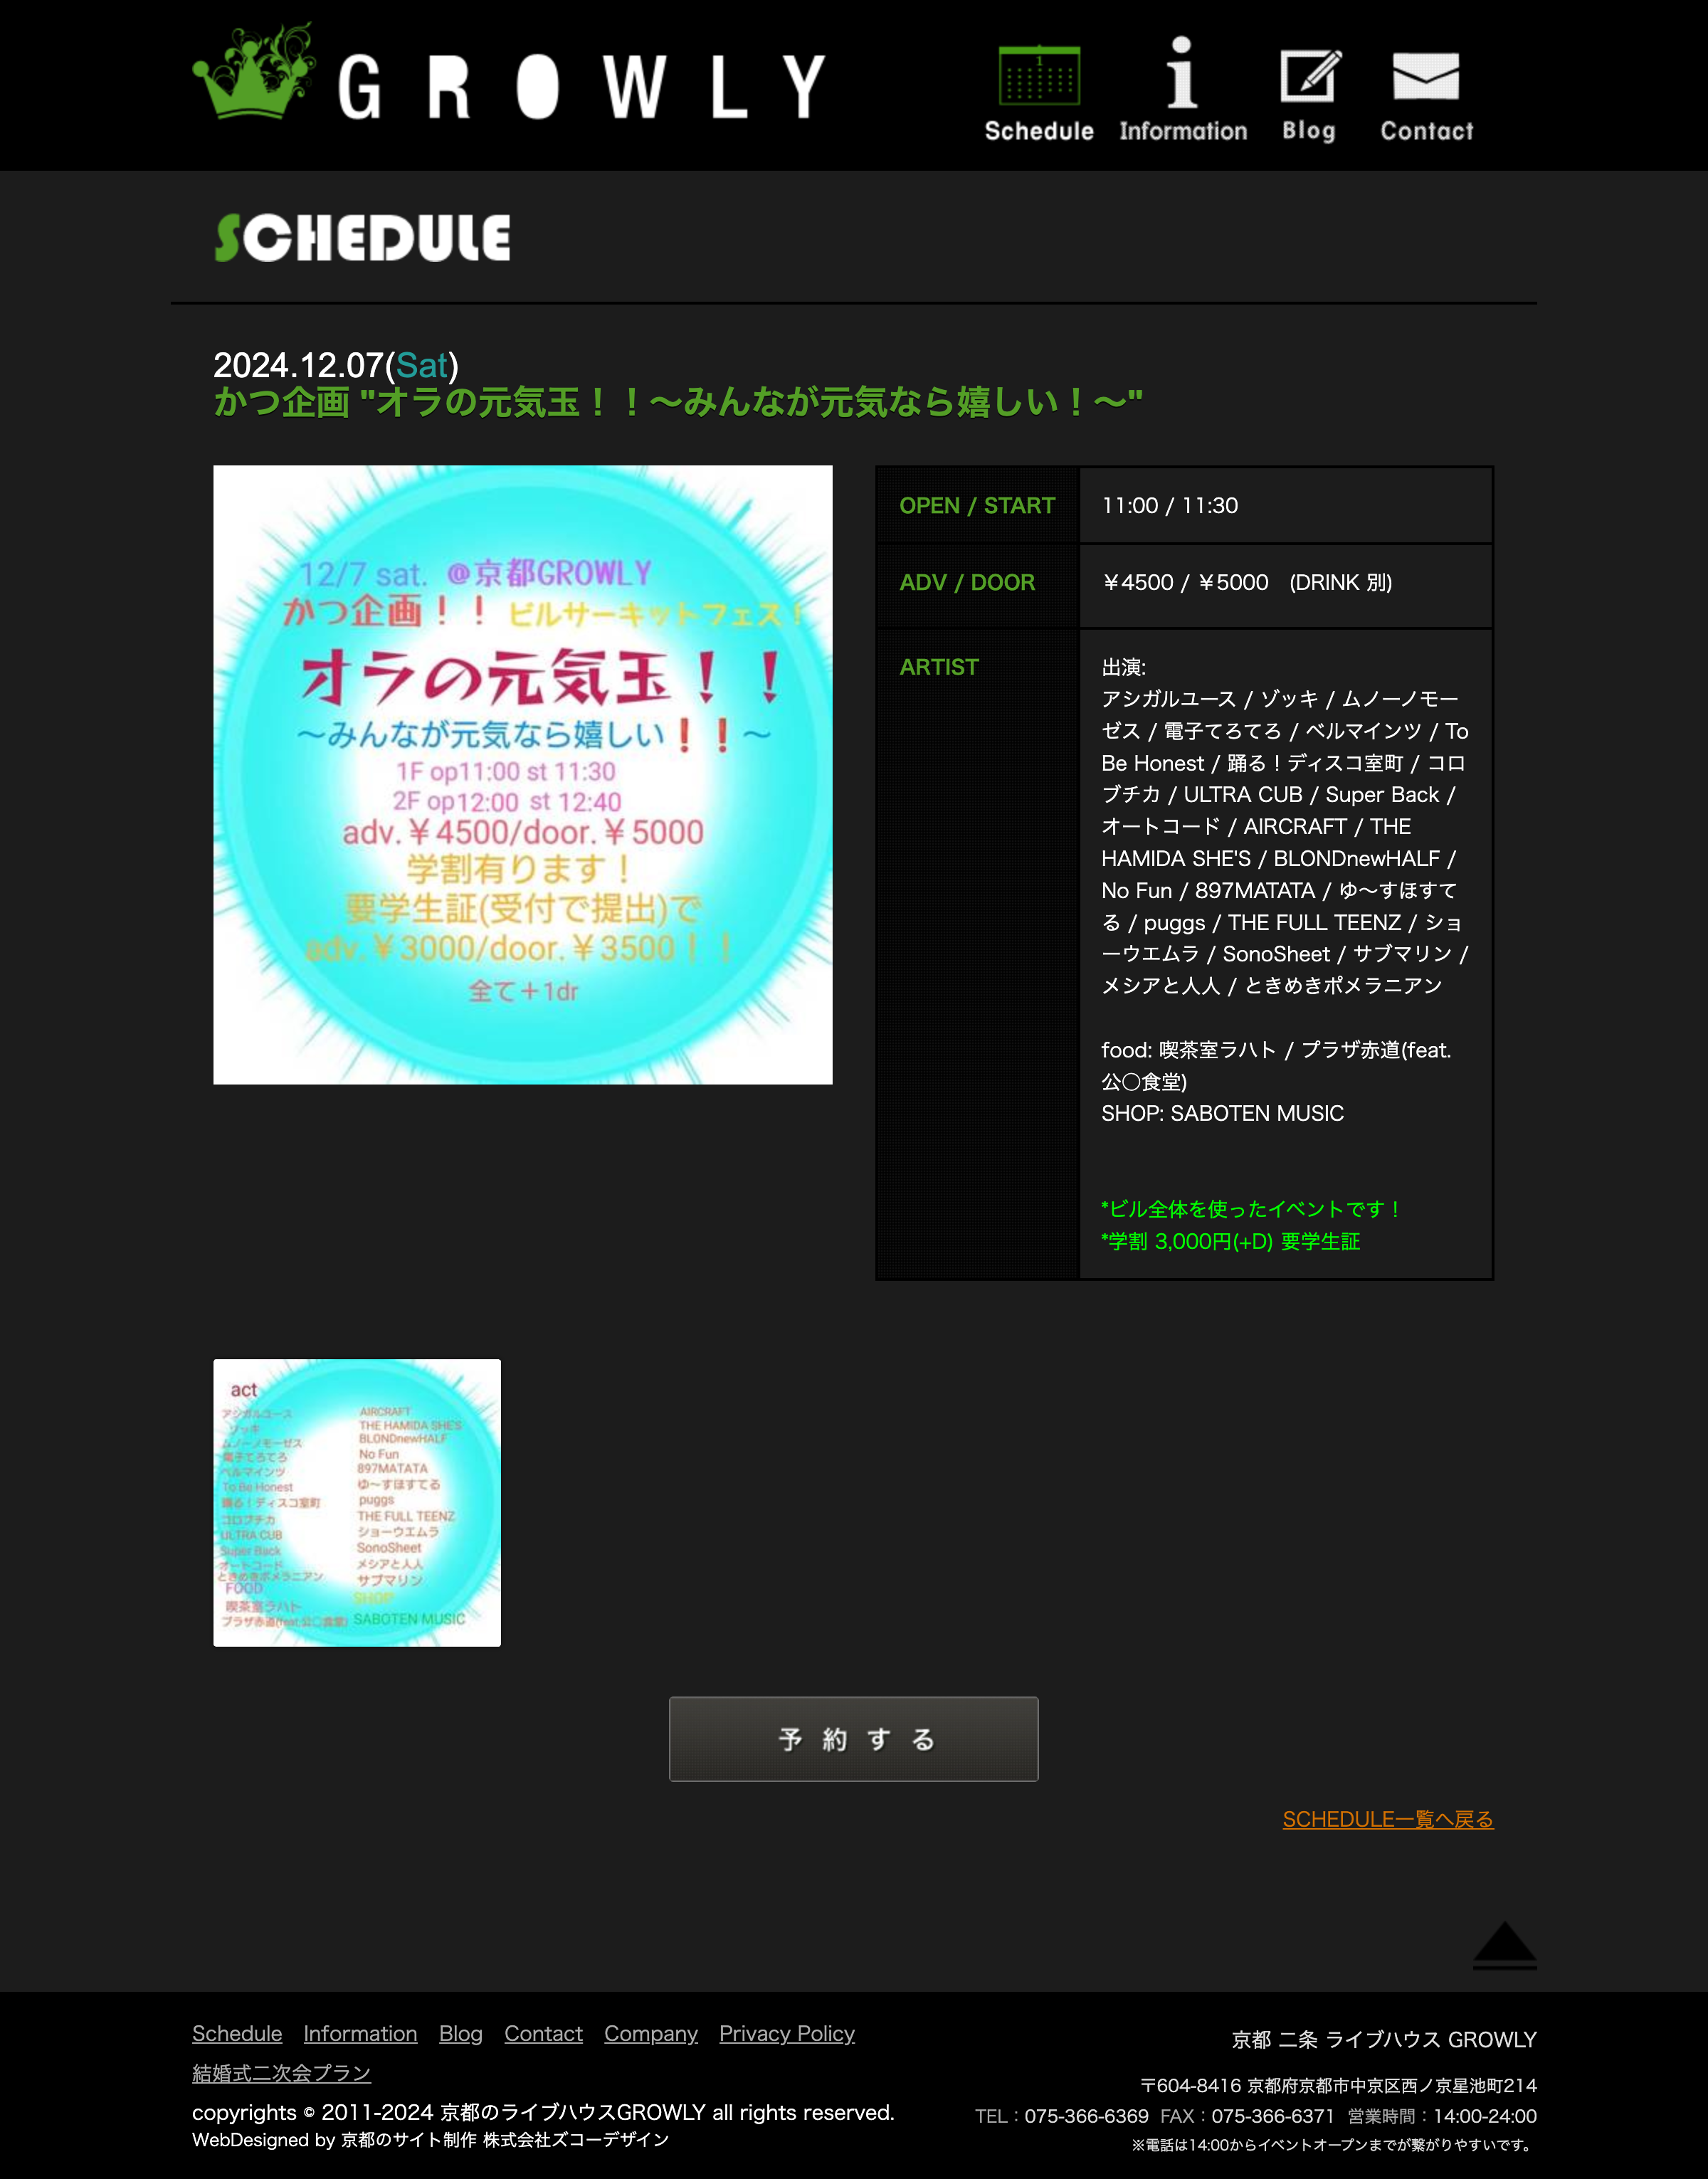 GROWLY
Schedule
Information
Blog
Contact
SCHEDULE
2024.12.07(Sat)
かつ企画 "オラの元気玉！！〜みんなが元気なら嬉しい！〜"
12/7 sat. @京都GROWLY
かつ企画！！ ビルサーキットフェス！
オラの元気玉！！
〜みんなが元気なら嬉しい❗❗〜
1F op11:00 st 11:30
2F op12:00 st 12:40
adv.￥4500/door.￥5000
学割有ります！
要学生証(受付で提出)で
adv.￥3000/door.￥3500！！
全て＋1dr
OPEN / START
11:00 / 11:30
ADV / DOOR
￥4500 / ￥5000 (DRINK 別)
ARTIST
出演:
アシガルユース / ゾッキ / ムノーノモー
ゼス / 電子てろてろ / ベルマインツ / To
Be Honest / 踊る！ディスコ室町 / コロ
ブチカ / ULTRA CUB / Super Back /
オートコード / AIRCRAFT / THE
HAMIDA SHE'S / BLONDnewHALF /
No Fun / 897MATATA / ゆ〜すほすて
る / puggs / THE FULL TEENZ / ショ
ーウエムラ / SonoSheet / サブマリン /
メシアと人人 / ときめきポメラニアン
food: 喫茶室ラハト / プラザ赤道(feat.
公〇食堂)
SHOP: SABOTEN MUSIC
*ビル全体を使ったイベントです！
*学割 3,000円(+D) 要学生証
act
アシガルユース
ゾッキ
ムノーノモーゼス
電子てろてろ
ベルマインツ
To Be Honest
踊る！ディスコ室町
コロブチカ
ULTRA CUB
Super Back
オートコード
ときめきポメラニアン
FOOD
喫茶室ラハト
プラザ赤道(feat.公〇食堂)
AIRCRAFT
THE HAMIDA SHE'S
BLONDnewHALF
No Fun
897MATATA
ゆ〜すほすてる
puggs
THE FULL TEENZ
ショーウエムラ
SonoSheet
メシアと人人
サブマリン
SHOP
SABOTEN MUSIC
予約する
SCHEDULE一覧へ戻る
Schedule Information Blog Contact Company Privacy Policy
結婚式二次会プラン
copyrights © 2011-2024 京都のライブハウスGROWLY all rights reserved.
WebDesigned by 京都のサイト制作 株式会社ズコーデザイン
京都 二条 ライブハウス GROWLY
〒604-8416 京都府京都市中京区西ノ京星池町214
TEL：075-366-6369 FAX：075-366-6371 営業時間：14:00-24:00
※電話は14:00からイベントオープンまでが繋がりやすいです。